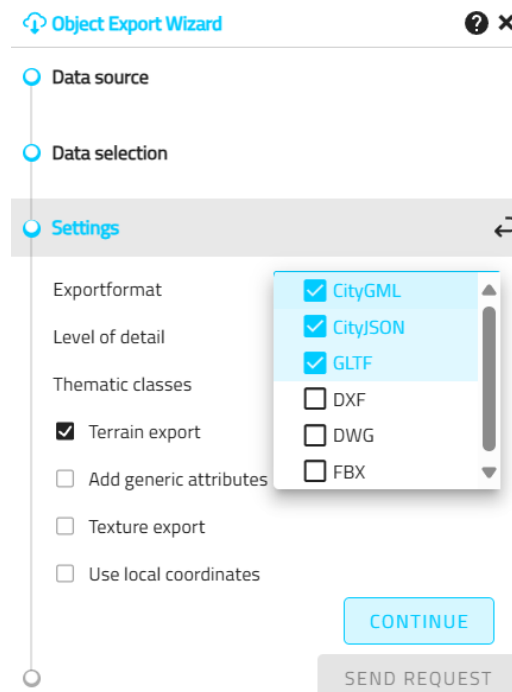 Object Export Wizard
Data source
Data selection
Settings
Exportformat
CityGML
Level of detail
CityJSON
GLTF
Thematic classes
DXF
Terrain export
DWG
Add generic attributes
FBX
Texture export
Use local coordinates
CONTINUE
SEND REQUEST